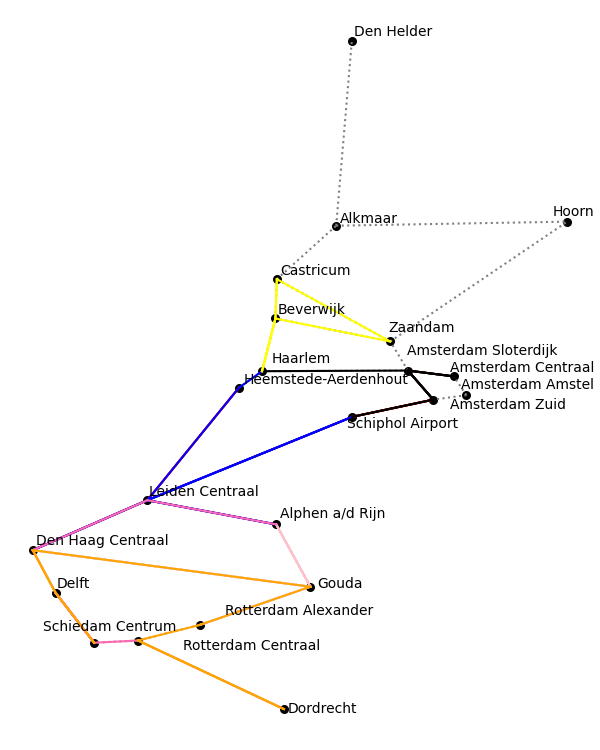 Den Helder
Hoorn
Alkmaar
Castricum
Beverwijk
Zaandam
Amsterdam Sloterdijk
Haarlem
Amsterdam Centraal
Heemstede-Aerdenhout
Amsterdam Amstel
Amsterdam Zuid
Schiphol Airport
Leiden Centraal
Alphen a/d Rijn
Den Haag Centraal
Delft
Gouda
Rotterdam Alexander
Schiedam Centrum
Rotterdam Centraal
Dordrecht